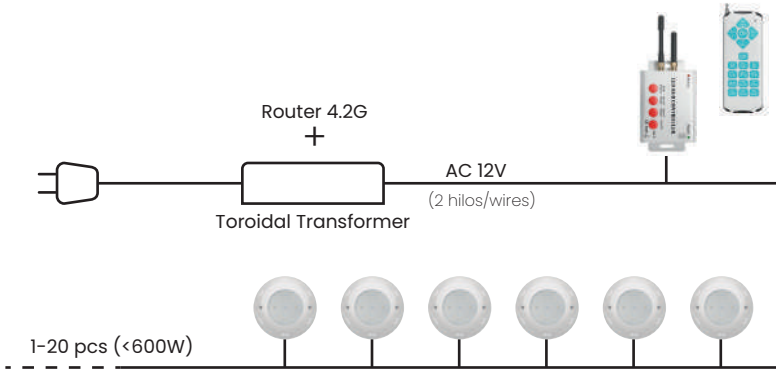 Router 4.2G
+
AC 12V
(2 hilos/wires)
Toroidal Transformer
1-20 pcs (<600W)